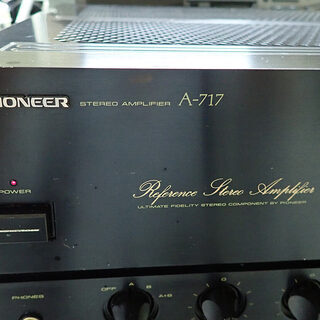 PIONEER STEREO AMPLIFIER A-717
POWER
Reference Stereo Amplifier
ULTIMATE FIDELITY STEREO COMPONENT BY PIONEER
PHONES OFF A B A+B